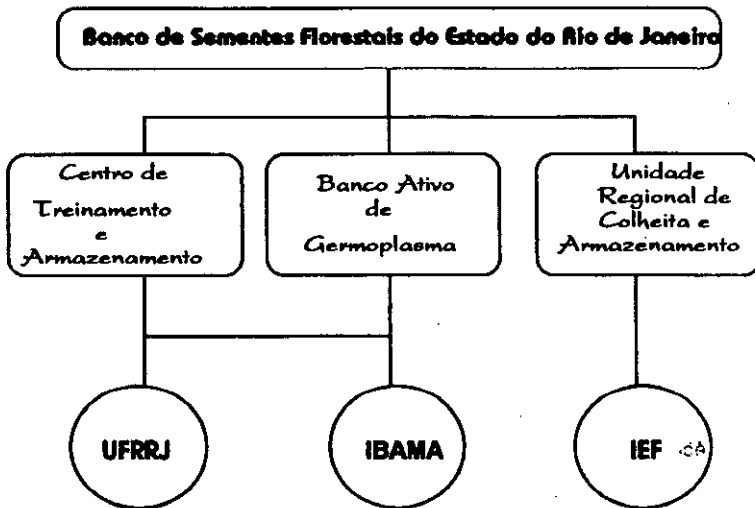 Banco de Sementes Florestais do Estado do Rio de Janeiro
Centro de
Treinamento
e
Armazenamento
Banco Ativo
de
Germoplasma
Unidade
Regional de
Colheita e
Armazenamento
UFRRJ
IBAMA
IEF